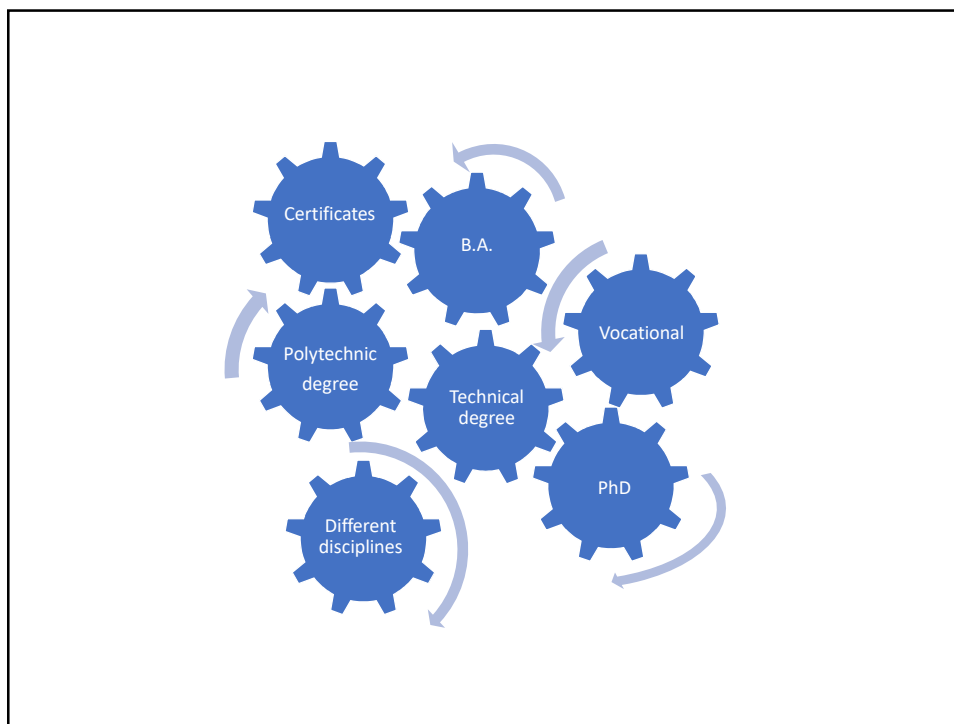 Certificates
B.A.
Vocational
Polytechnic
degree
Technical
degree
PhD
Different
disciplines